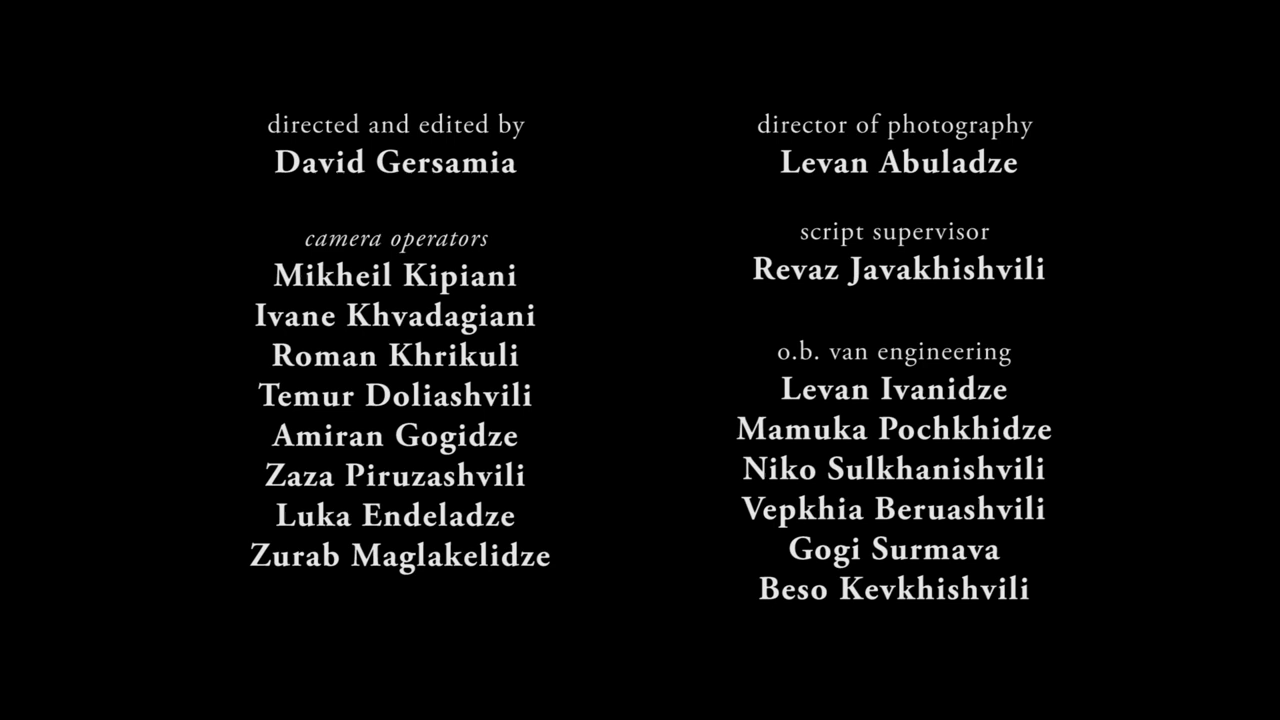 directed and edited by
David Gersamia
camera operators
Mikheil Kipiani
Ivane Khvadagiani
Roman Khrikuli
Temur Doliashvili
Amiran Gogidze
Zaza Piruzashvili
Luka Endeladze
Zurab Maglakelidze
director of photography
Levan Abuladze
script supervisor
Revaz Javakhishvili
o.b. van engineering
Levan Ivanidze
Mamuka Pochkhidze
Niko Sulkhanishvili
Vepkhia Beruashvili
Gogi Surmava
Beso Kevkhishvili